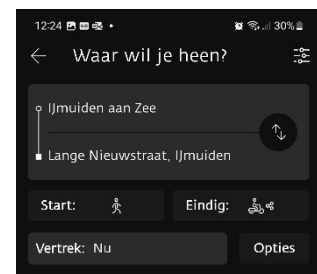 12:24 30%
Waar wil je heen?
IJmuiden aan Zee
Lange Nieuwstraat, IJmuiden
Start: Eindig:
Vertrek: Nu Opties